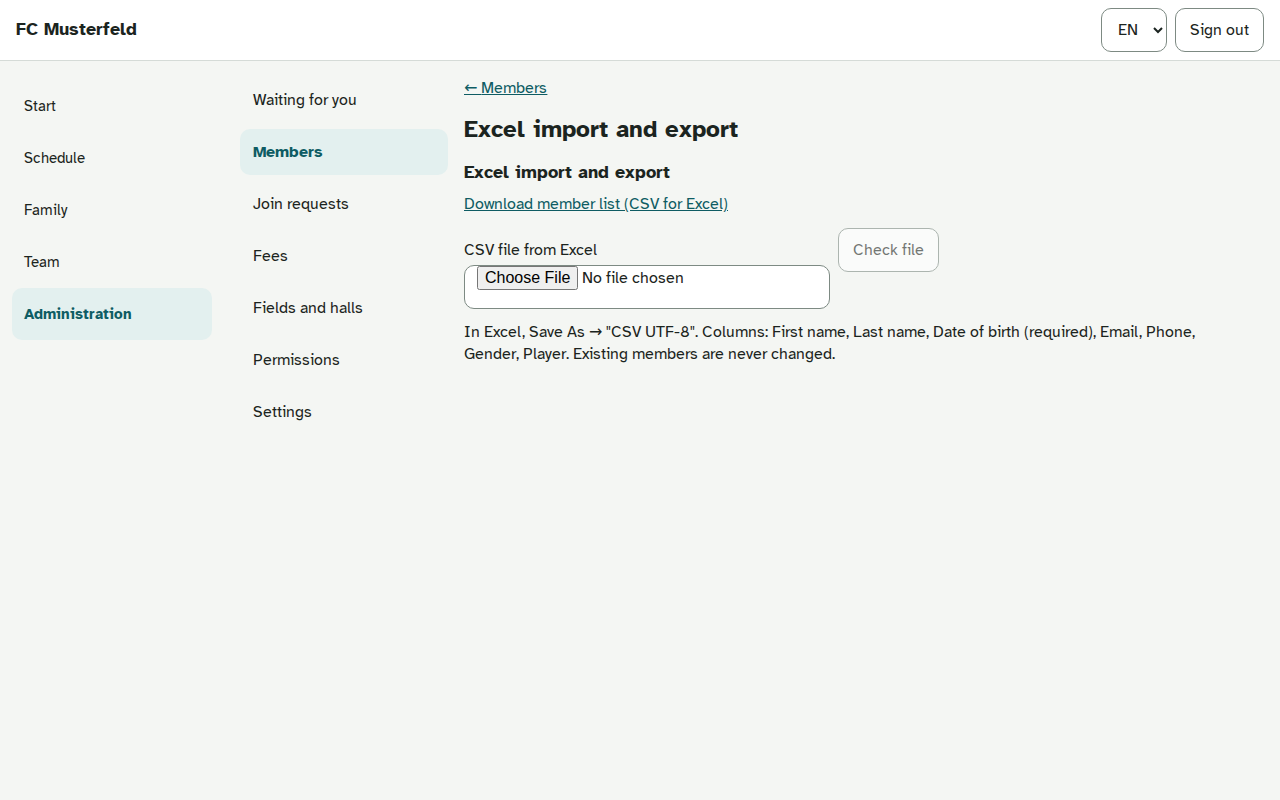 FC Musterfeld
EN
Sign out
Start
Schedule
Family
Team
Administration
Waiting for you
Members
Join requests
Fees
Fields and halls
Permissions
Settings
← Members
Excel import and export
Excel import and export
Download member list (CSV for Excel)
CSV file from Excel
Choose File No file chosen
Check file
In Excel, Save As → "CSV UTF-8". Columns: First name, Last name, Date of birth (required), Email, Phone,
Gender, Player. Existing members are never changed.